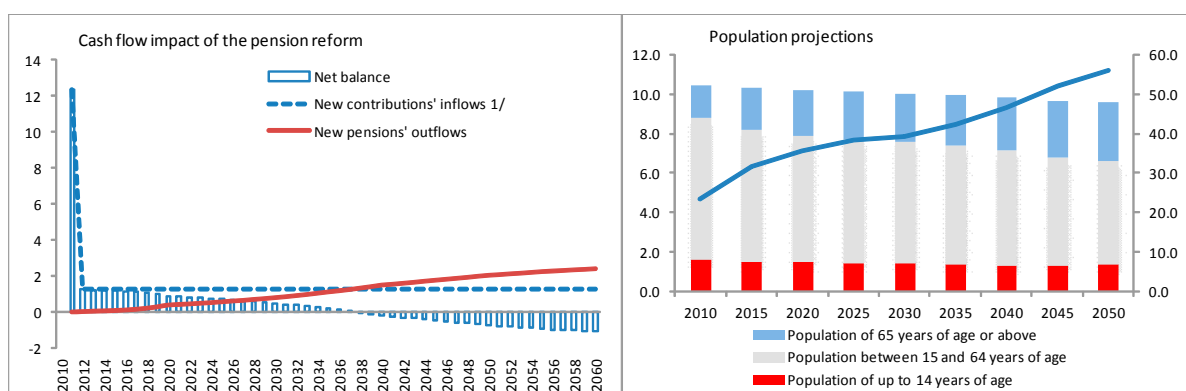 Cash flow impact of the pension reform
14
12
10
8
6
4
2
0
-2
Net balance
New contributions' inflows 1/
New pensions' outflows
2010 2012 2014 2016 2018 2020 2022 2024 2026 2028 2030 2032 2034 2036 2038 2040 2042 2044 2046 2048 2050 2052 2054 2056 2058 2060
Population projections
12.0
10.0
8.0
6.0
4.0
2.0
0.0
60.0
50.0
40.0
30.0
20.0
10.0
0.0
2010 2015 2020 2025 2030 2035 2040 2045 2050
Population of 65 years of age or above
Population between 15 and 64 years of age
Population of up to 14 years of age